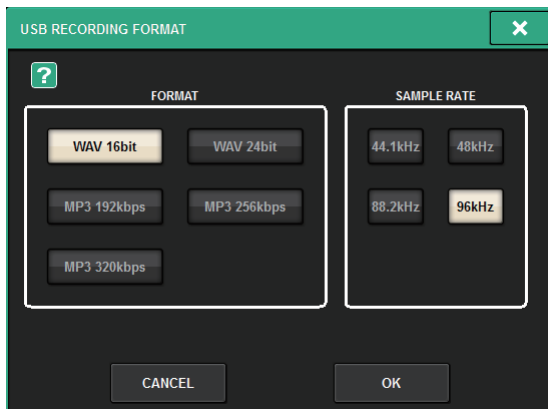 USB RECORDING FORMAT
?
FORMAT
WAV 16bit WAV 24bit
MP3 192kbps MP3 256kbps
MP3 320kbps
SAMPLE RATE
44.1kHz 48kHz
88.2kHz 96kHz
CANCEL OK